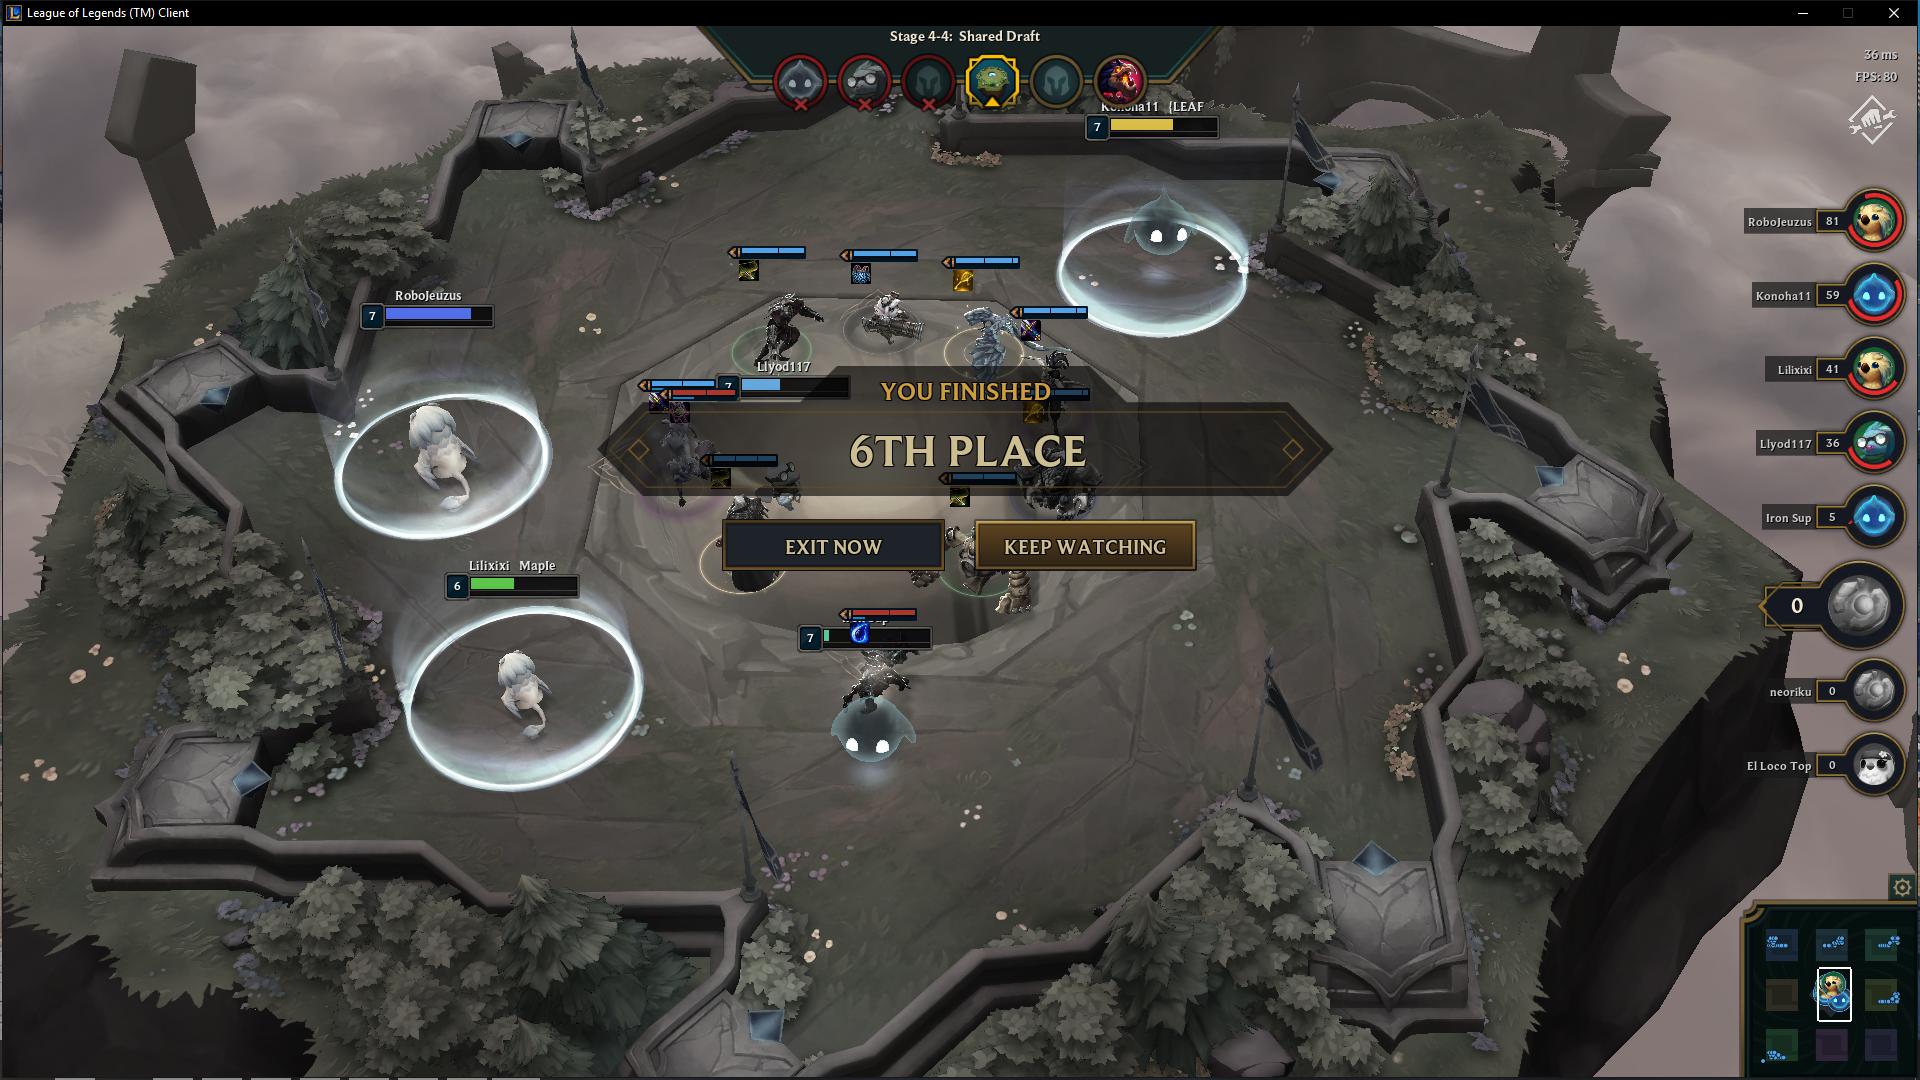 League of Legends (TM) Client
Stage 4-4: Shared Draft
36 ms
FPS: 80
Konoha11 {LEAF
7
RoboJeuzus
7
Llyod117
7
YOU FINISHED
6TH PLACE
EXIT NOW
KEEP WATCHING
Lilixixi Maple
6
7
RoboJeuzus 81
Konoha11 59
Lilixixi 41
Llyod117 36
Iron Sup 5
0
neoriku 0
El Loco Top 0